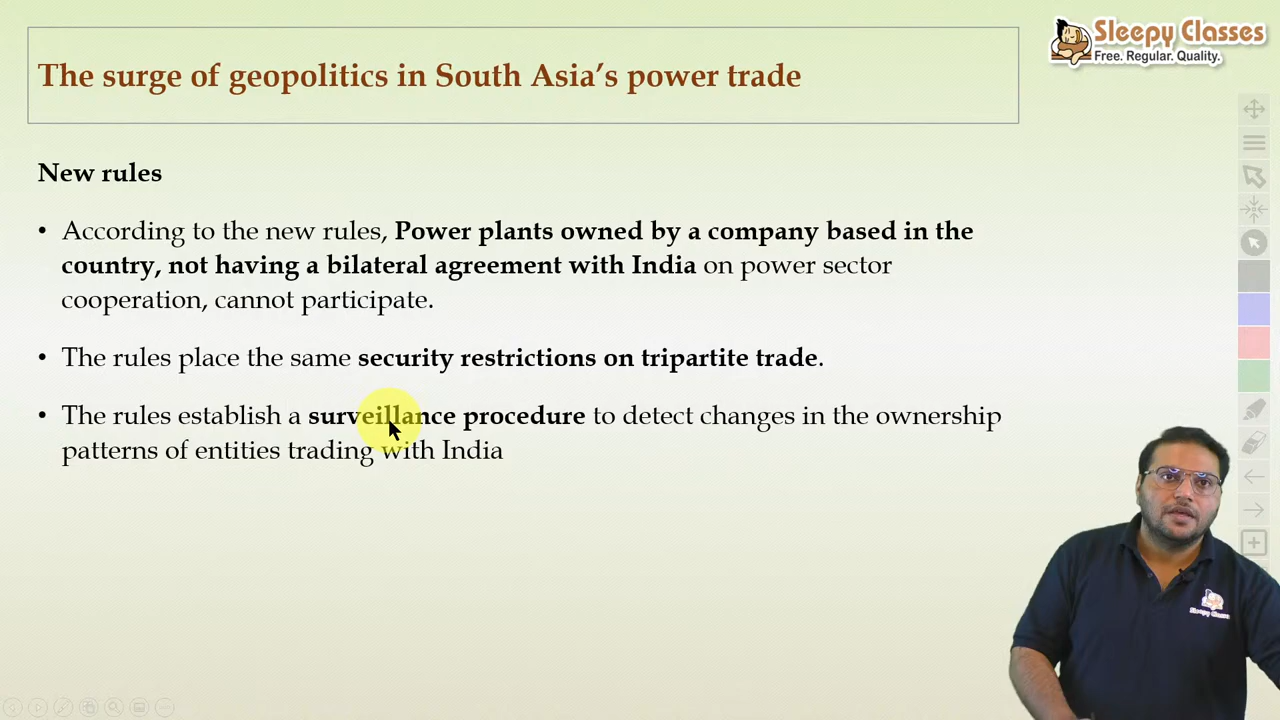 Sleepy Classes
Free. Regular. Quality.
The surge of geopolitics in South Asia’s power trade
New rules
• According to the new rules, Power plants owned by a company based in the
country, not having a bilateral agreement with India on power sector
cooperation, cannot participate.
• The rules place the same security restrictions on tripartite trade.
• The rules establish a surveillance procedure to detect changes in the ownership
patterns of entities trading with India
Sleepy Classes